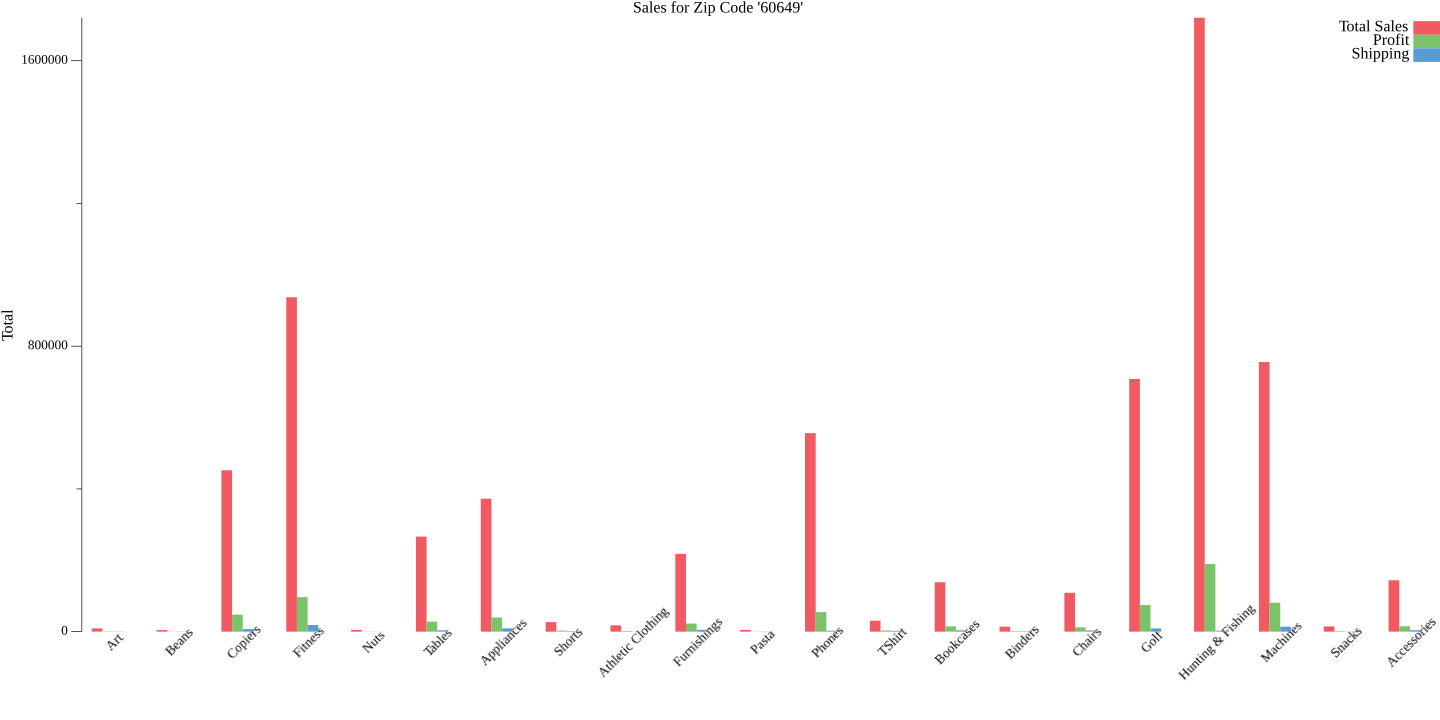 Sales for Zip Code '60649'
Total Sales
Profit
Shipping
Total
1600000
800000
0
Art
Beans
Copiers
Fitness
Nuts
Tables
Appliances
Shorts
Athletic Clothing
Furnishings
Pasta
Phones
TShirt
Bookcases
Binders
Chairs
Golf
Hunting & Fishing
Machines
Snacks
Accessories